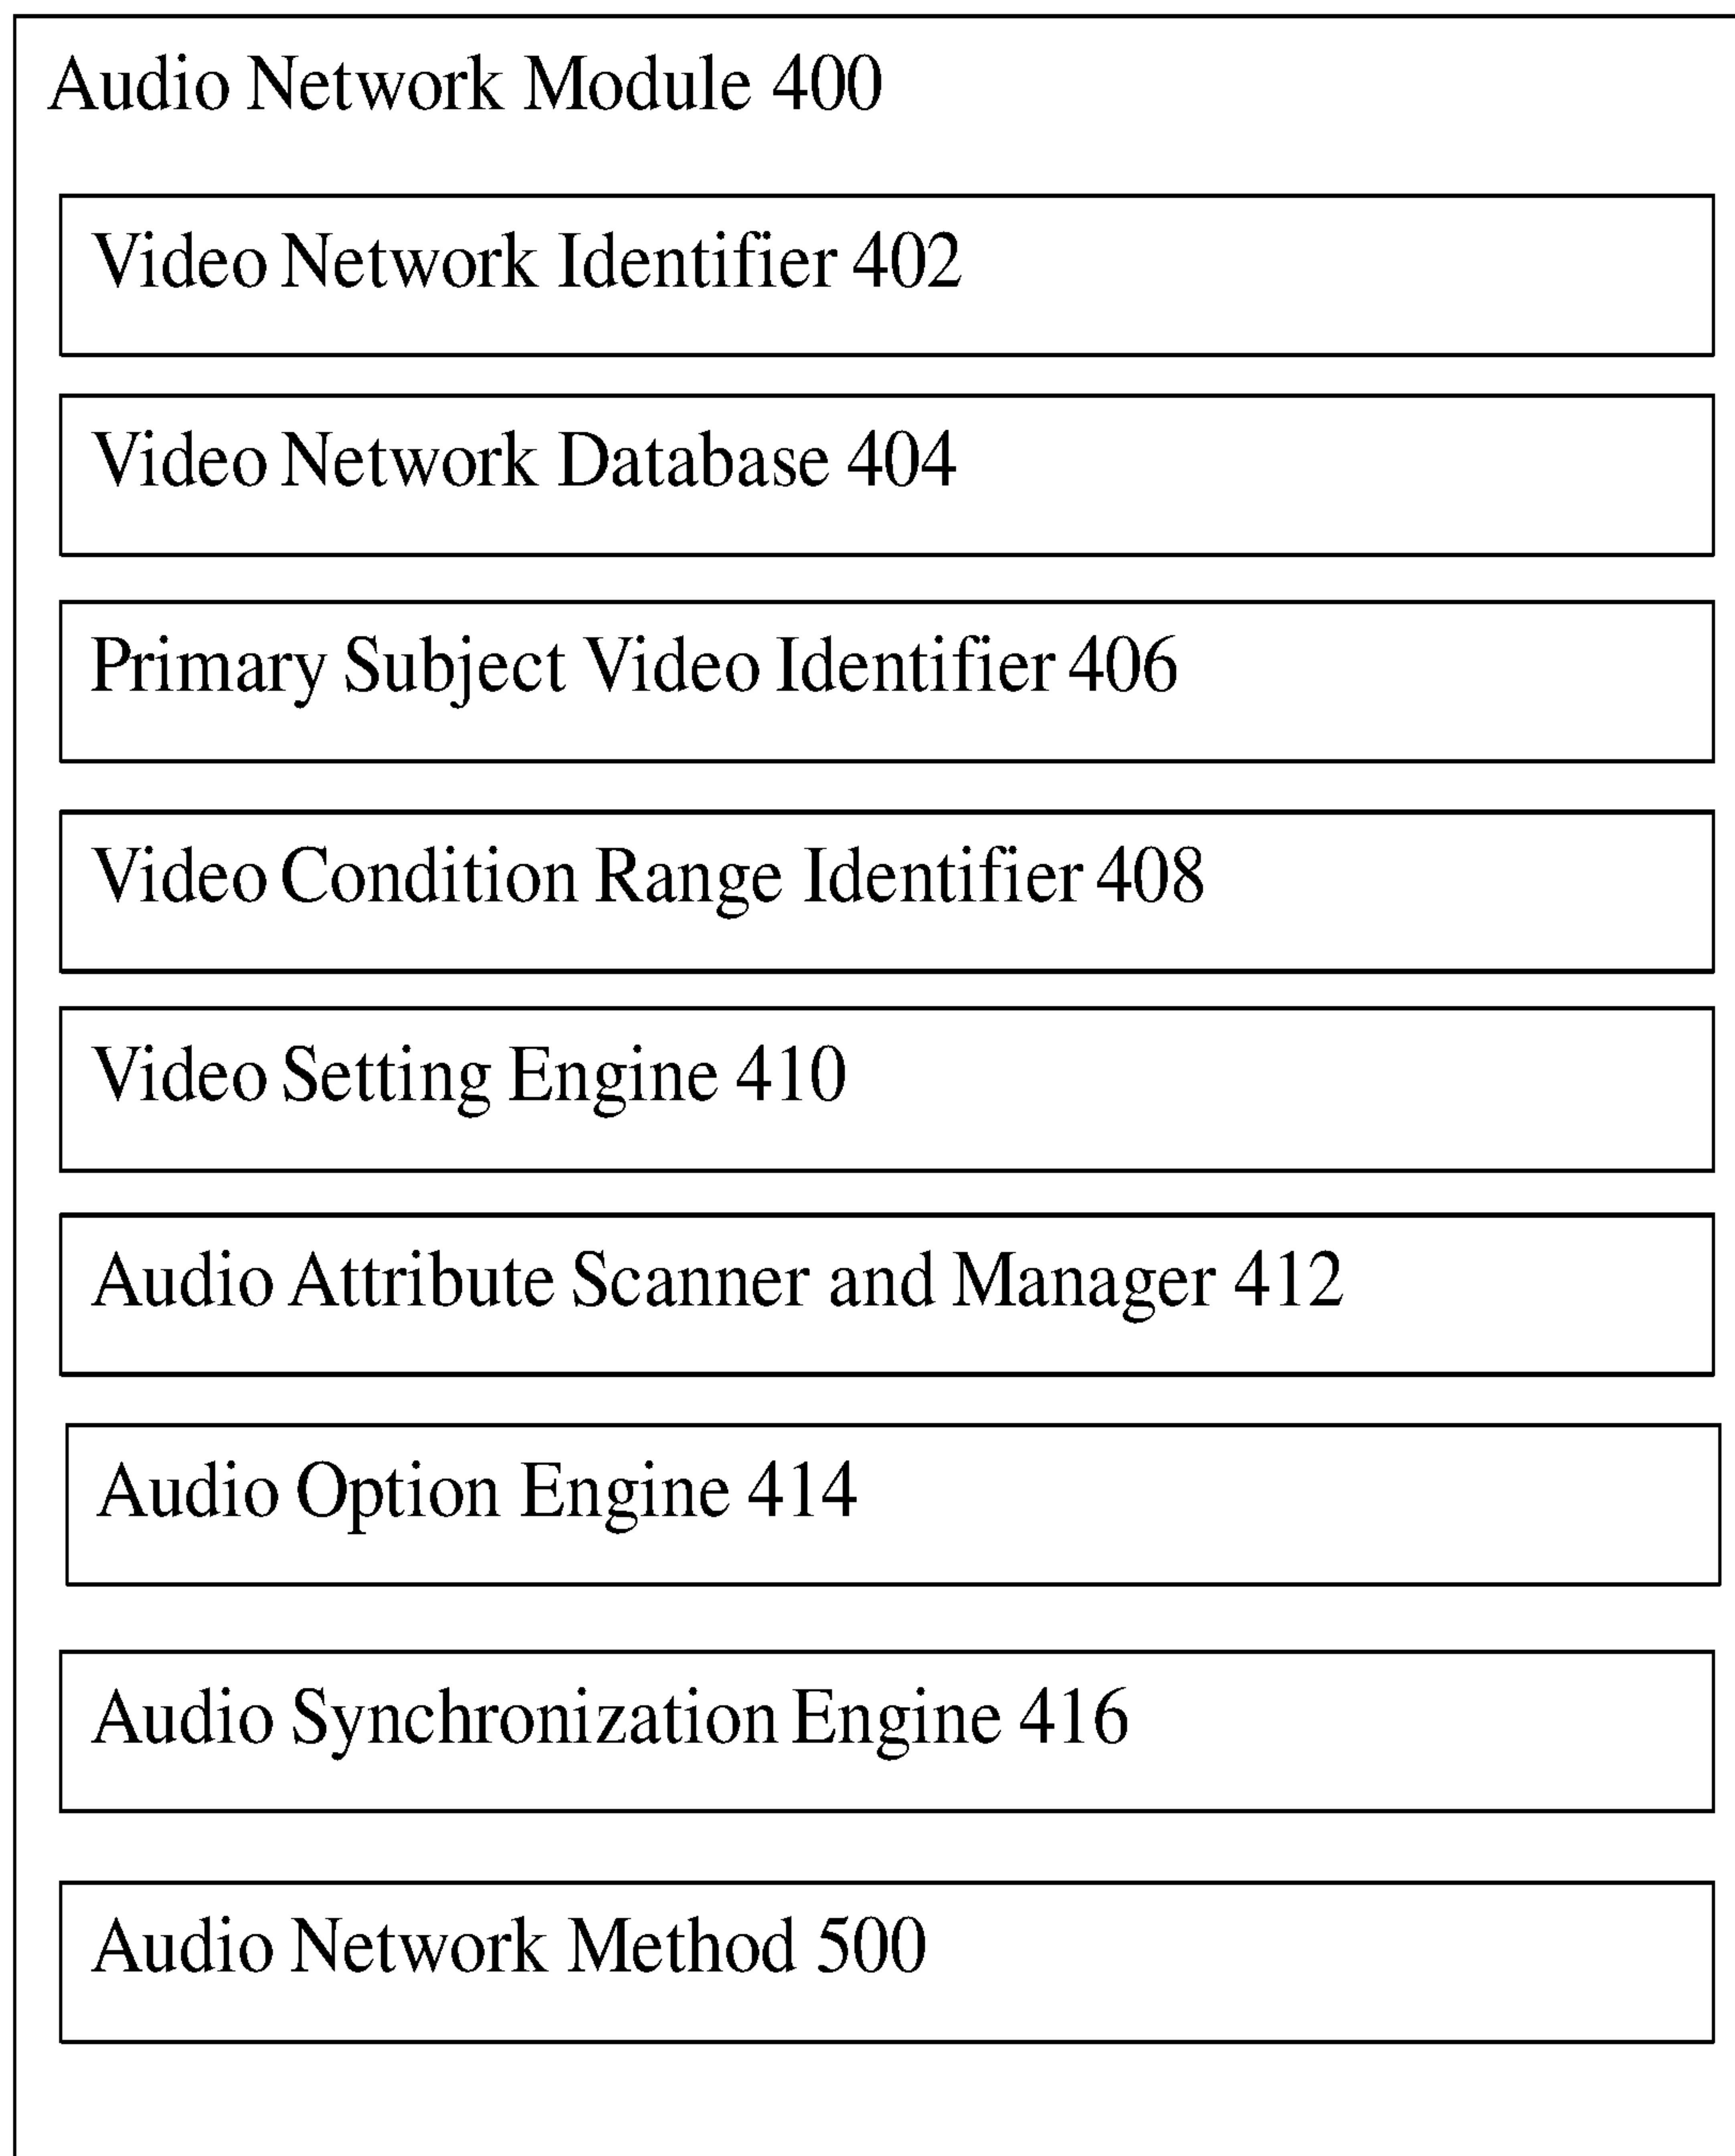 Audio Network Module 400
Video Network Identifier 402
Video Network Database 404
Primary Subject Video Identifier 406
Video Condition Range Identifier 408
Video Setting Engine 410
Audio Attribute Scanner and Manager 412
Audio Option Engine 414
Audio Synchronization Engine 416
Audio Network Method 500